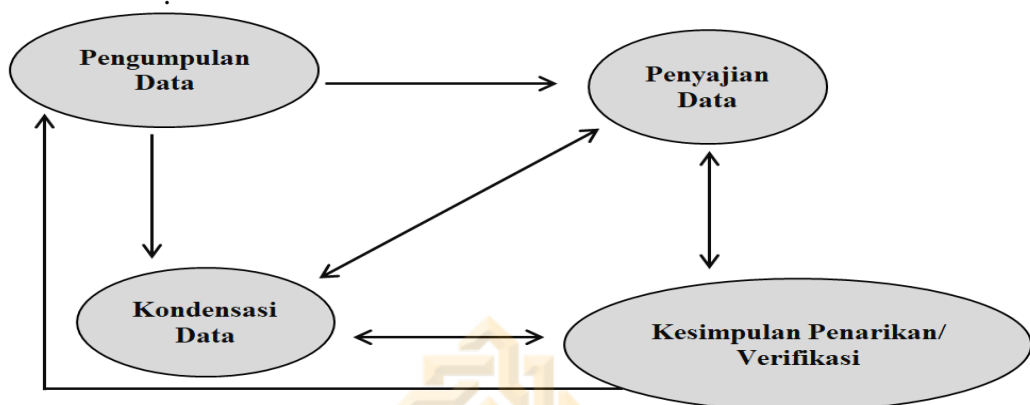 Pengumpulan
Data
Penyajian
Data
Kondensasi
Data
Kesimpulan Penarikan/
Verifikasi